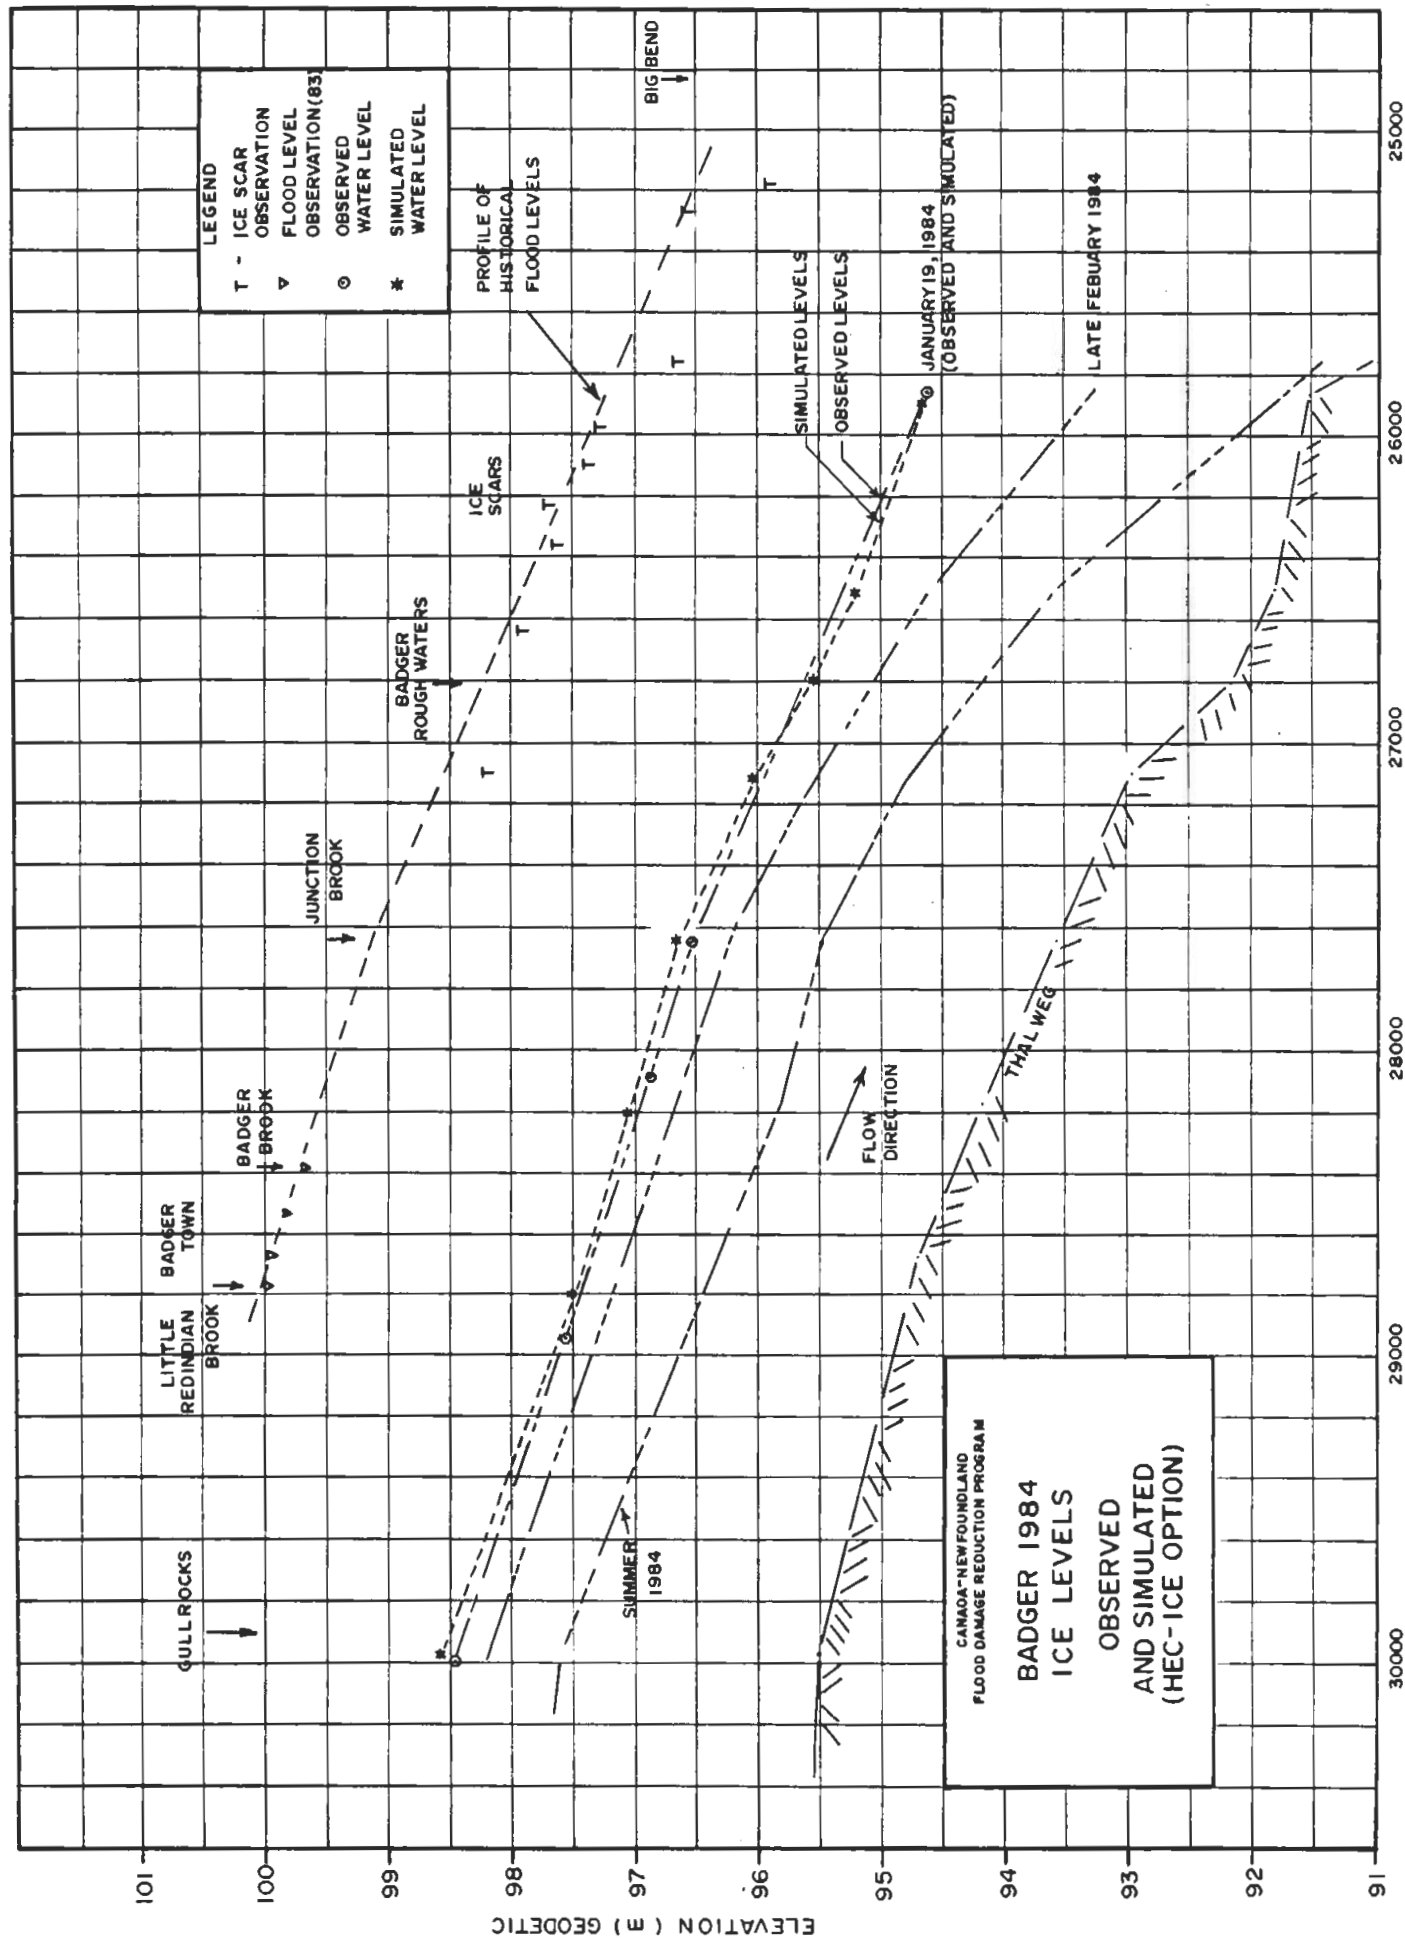 ELEVATION (m) GEODETIC
101
100
99
98
97
96
95
94
93
92
91
30000
29000
28000
27000
26000
25000
GULL ROCKS
LITTLE
RED INDIAN
BROOK
BADGER
TOWN
BADGER
BROOK
JUNCTION
BROOK
BADGER
ROUGH WATERS
ICE
SCARS
PROFILE OF
HISTORICAL
FLOOD LEVELS
BIG BEND
LEGEND
T - ICE SCAR
OBSERVATION
FLOOD LEVEL
OBSERVATION (83)
OBSERVED
WATER LEVEL
* SIMULATED
WATER LEVEL
SIMULATED LEVELS
OBSERVED LEVELS
JANUARY 19, 1984
(OBSERVED AND SIMULATED)
LATE FEBUARY 1984
SUMMER
1984
FLOW
DIRECTION
THALWEG
CANADA-NEWFOUNDLAND
FLOOD DAMAGE REDUCTION PROGRAM
BADGER 1984
ICE LEVELS
OBSERVED
AND SIMULATED
(HEC-ICE OPTION)